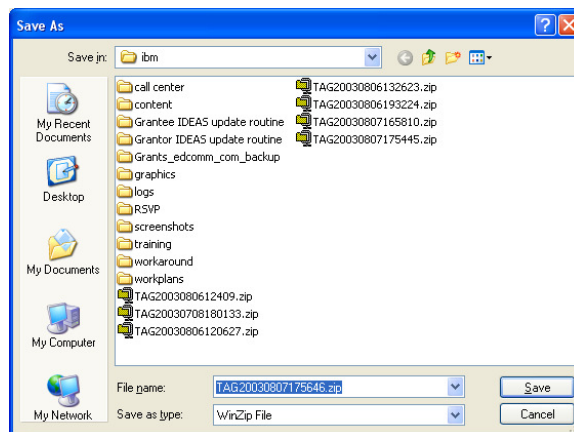 Save As
Save in:
ibm
My Recent
Documents
Desktop
My Documents
My Computer
My Network
call center
content
Grantee IDEAS update routine
Grantor IDEAS update routine
Grants_edcomm_com_backup
graphics
logs
RSVP
screenshots
training
workaround
workplans
TAG2003080612409.zip
TAG20030708180133.zip
TAG20030806120627.zip
TAG20030806132623.zip
TAG20030806193224.zip
TAG20030807165810.zip
TAG20030807175445.zip
File name:
TAG20030807175646.zip
Save
Save as type:
WinZip File
Cancel